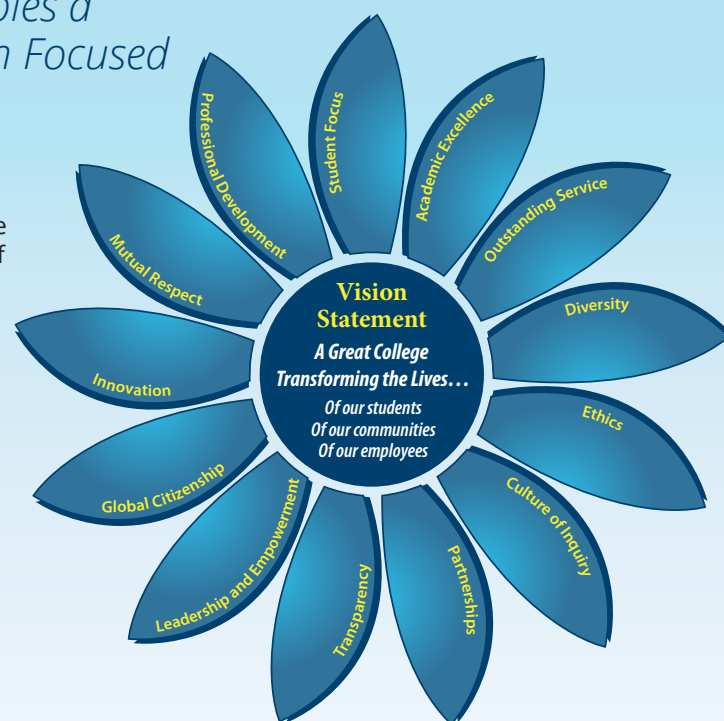 a
Focused
Student Focus
Academic Excellence
Outstanding Service
Diversity
Ethics
Culture of Inquiry
Partnerships
Transparency
Leadership and Empowerment
Global Citizenship
Innovation
Mutual Respect
Professional Development
Vision
Statement
A Great College
Transforming the Lives…
Of our students
Of our communities
Of our employees